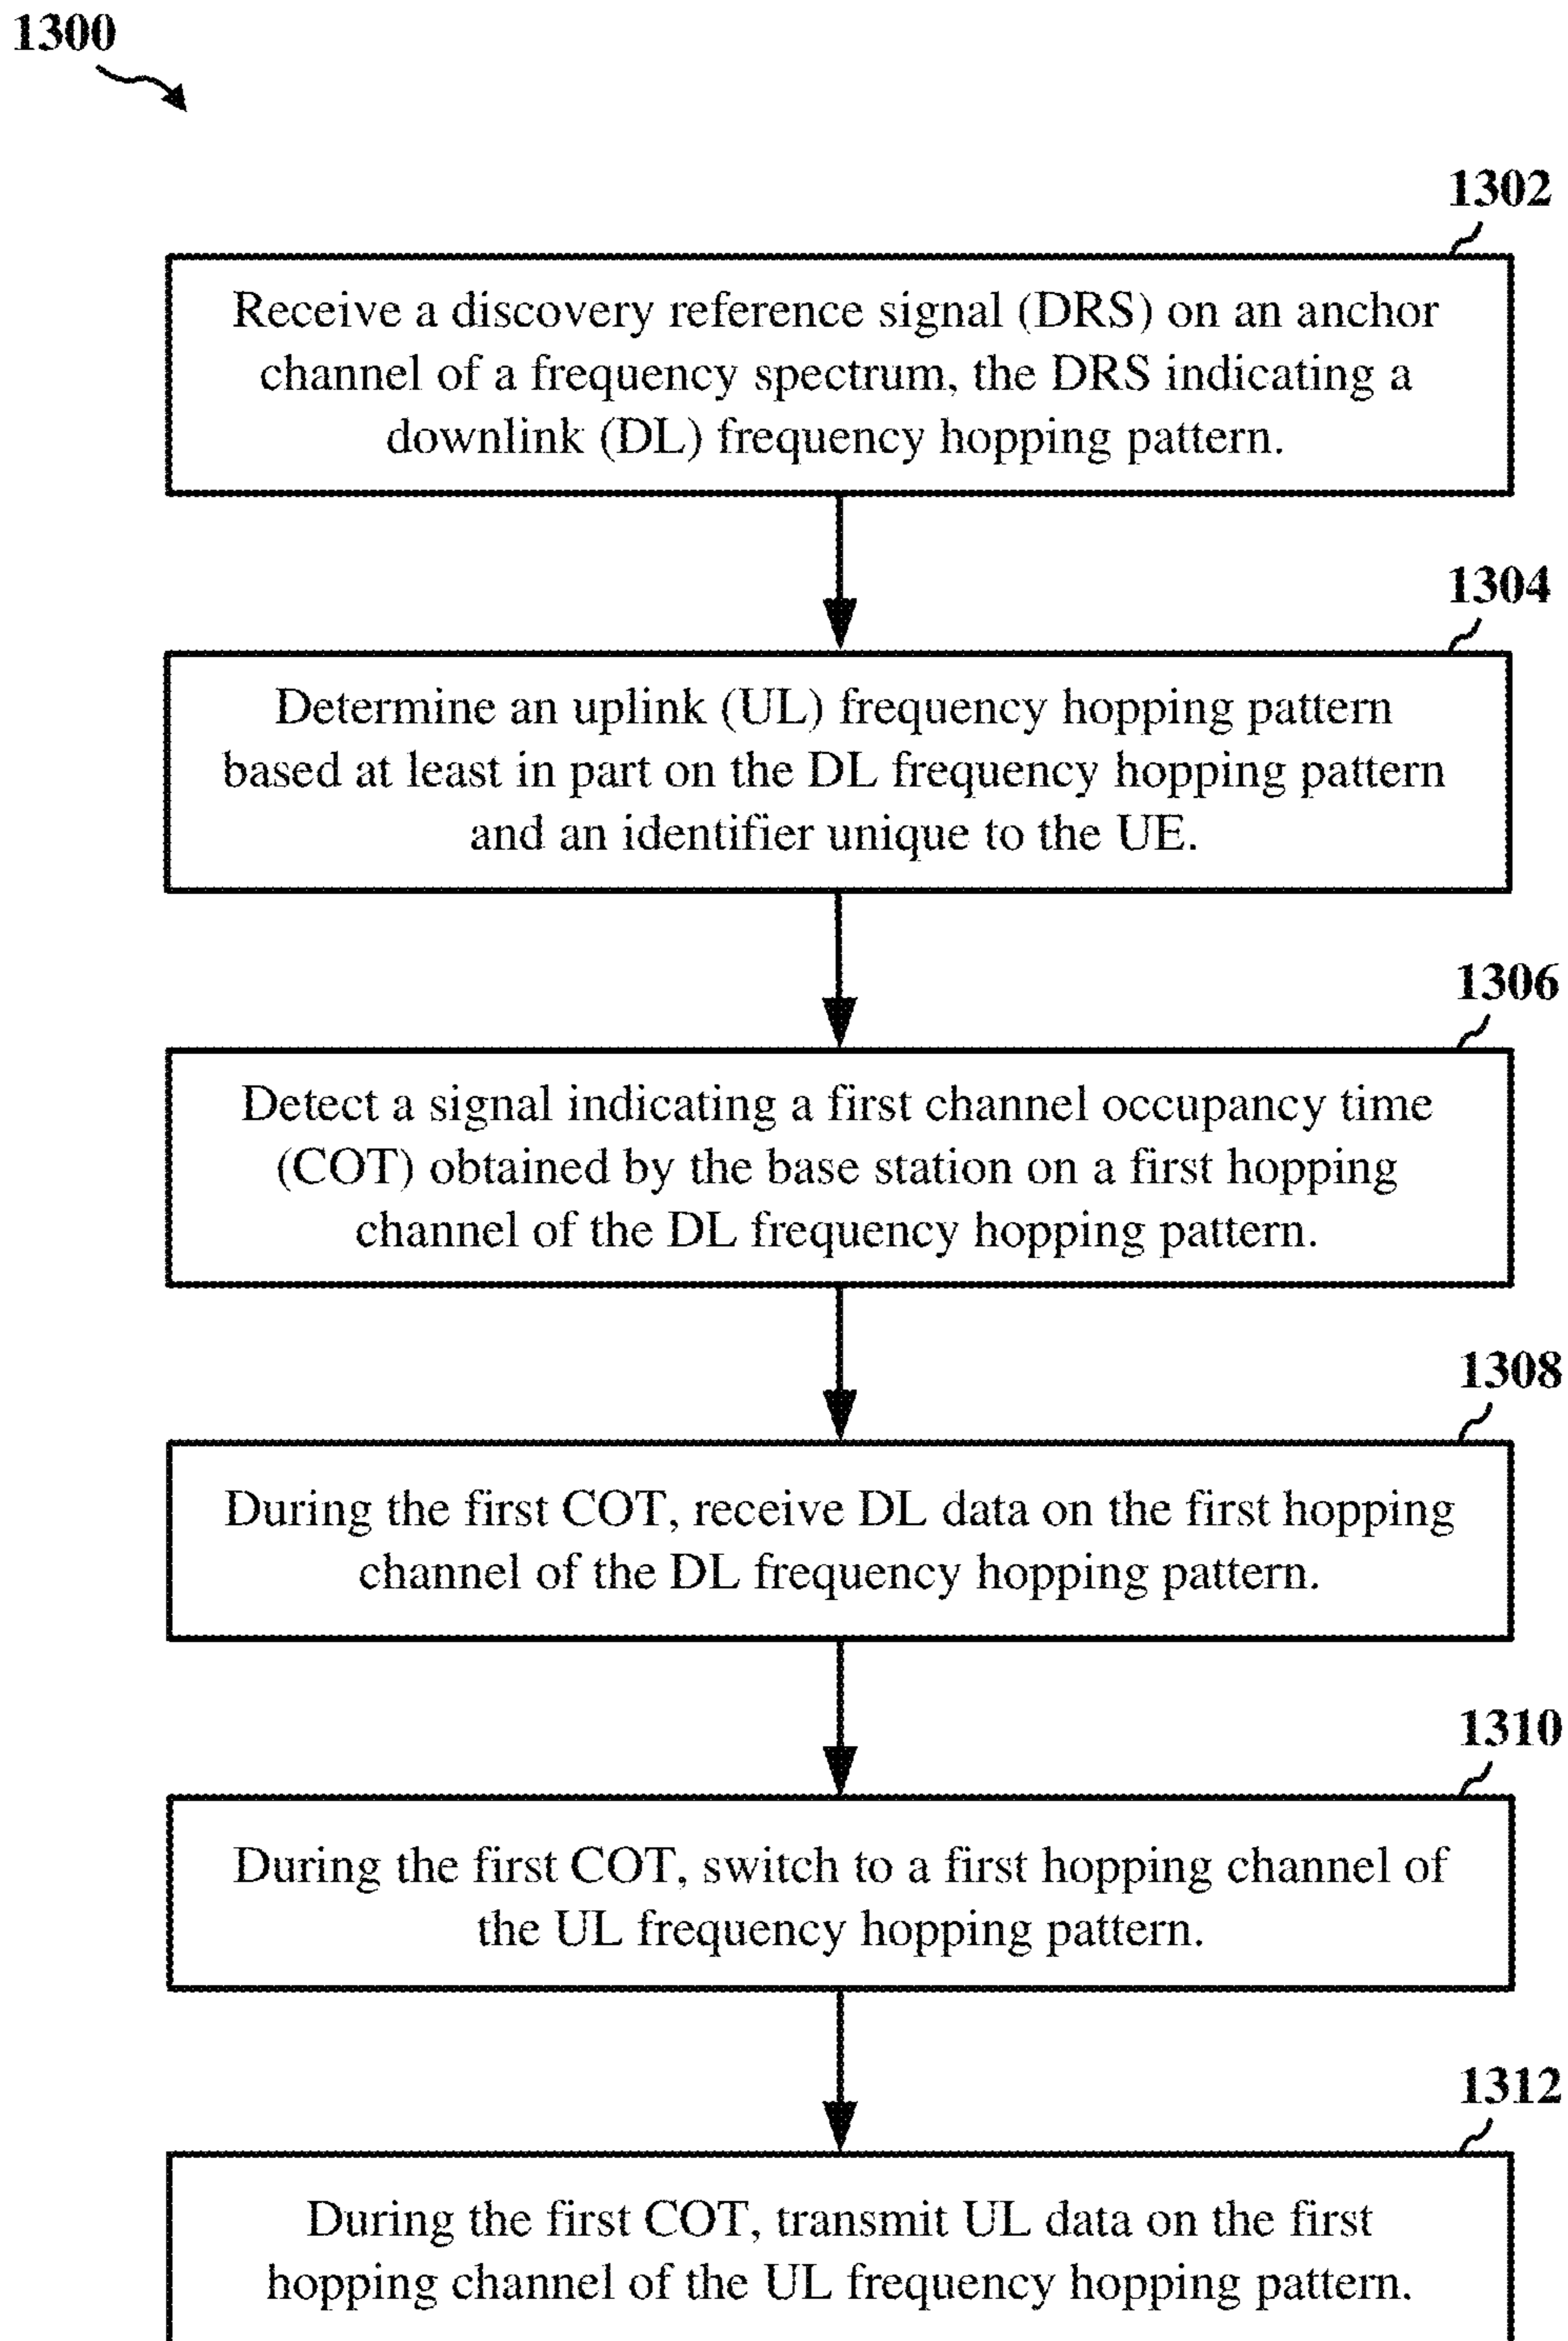 1300
1302
Receive a discovery reference signal (DRS) on an anchor
channel of a frequency spectrum, the DRS indicating a
downlink (DL) frequency hopping pattern.
1304
Determine an uplink (UL) frequency hopping pattern
based at least in part on the DL frequency hopping pattern
and an identifier unique to the UE.
1306
Detect a signal indicating a first channel occupancy time
(COT) obtained by the base station on a first hopping
channel of the DL frequency hopping pattern.
1308
During the first COT, receive DL data on the first hopping
channel of the DL frequency hopping pattern.
1310
During the first COT, switch to a first hopping channel of
the UL frequency hopping pattern.
1312
During the first COT, transmit UL data on the first
hopping channel of the UL frequency hopping pattern.